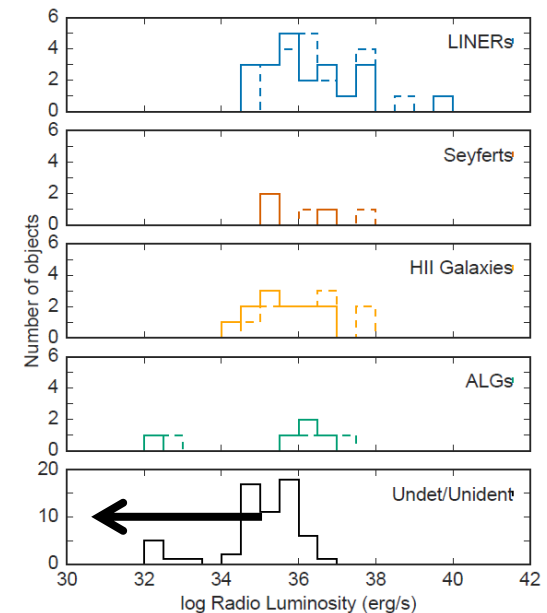 6
4
2
0
LINERs
6
4
2
0
Seyferts
6
4
2
0
HII Galaxies
6
4
2
0
ALGs
20
10
0
Undet/Unident
Number of objects
30 32 34 36 38 40 42
log Radio Luminosity (erg/s)